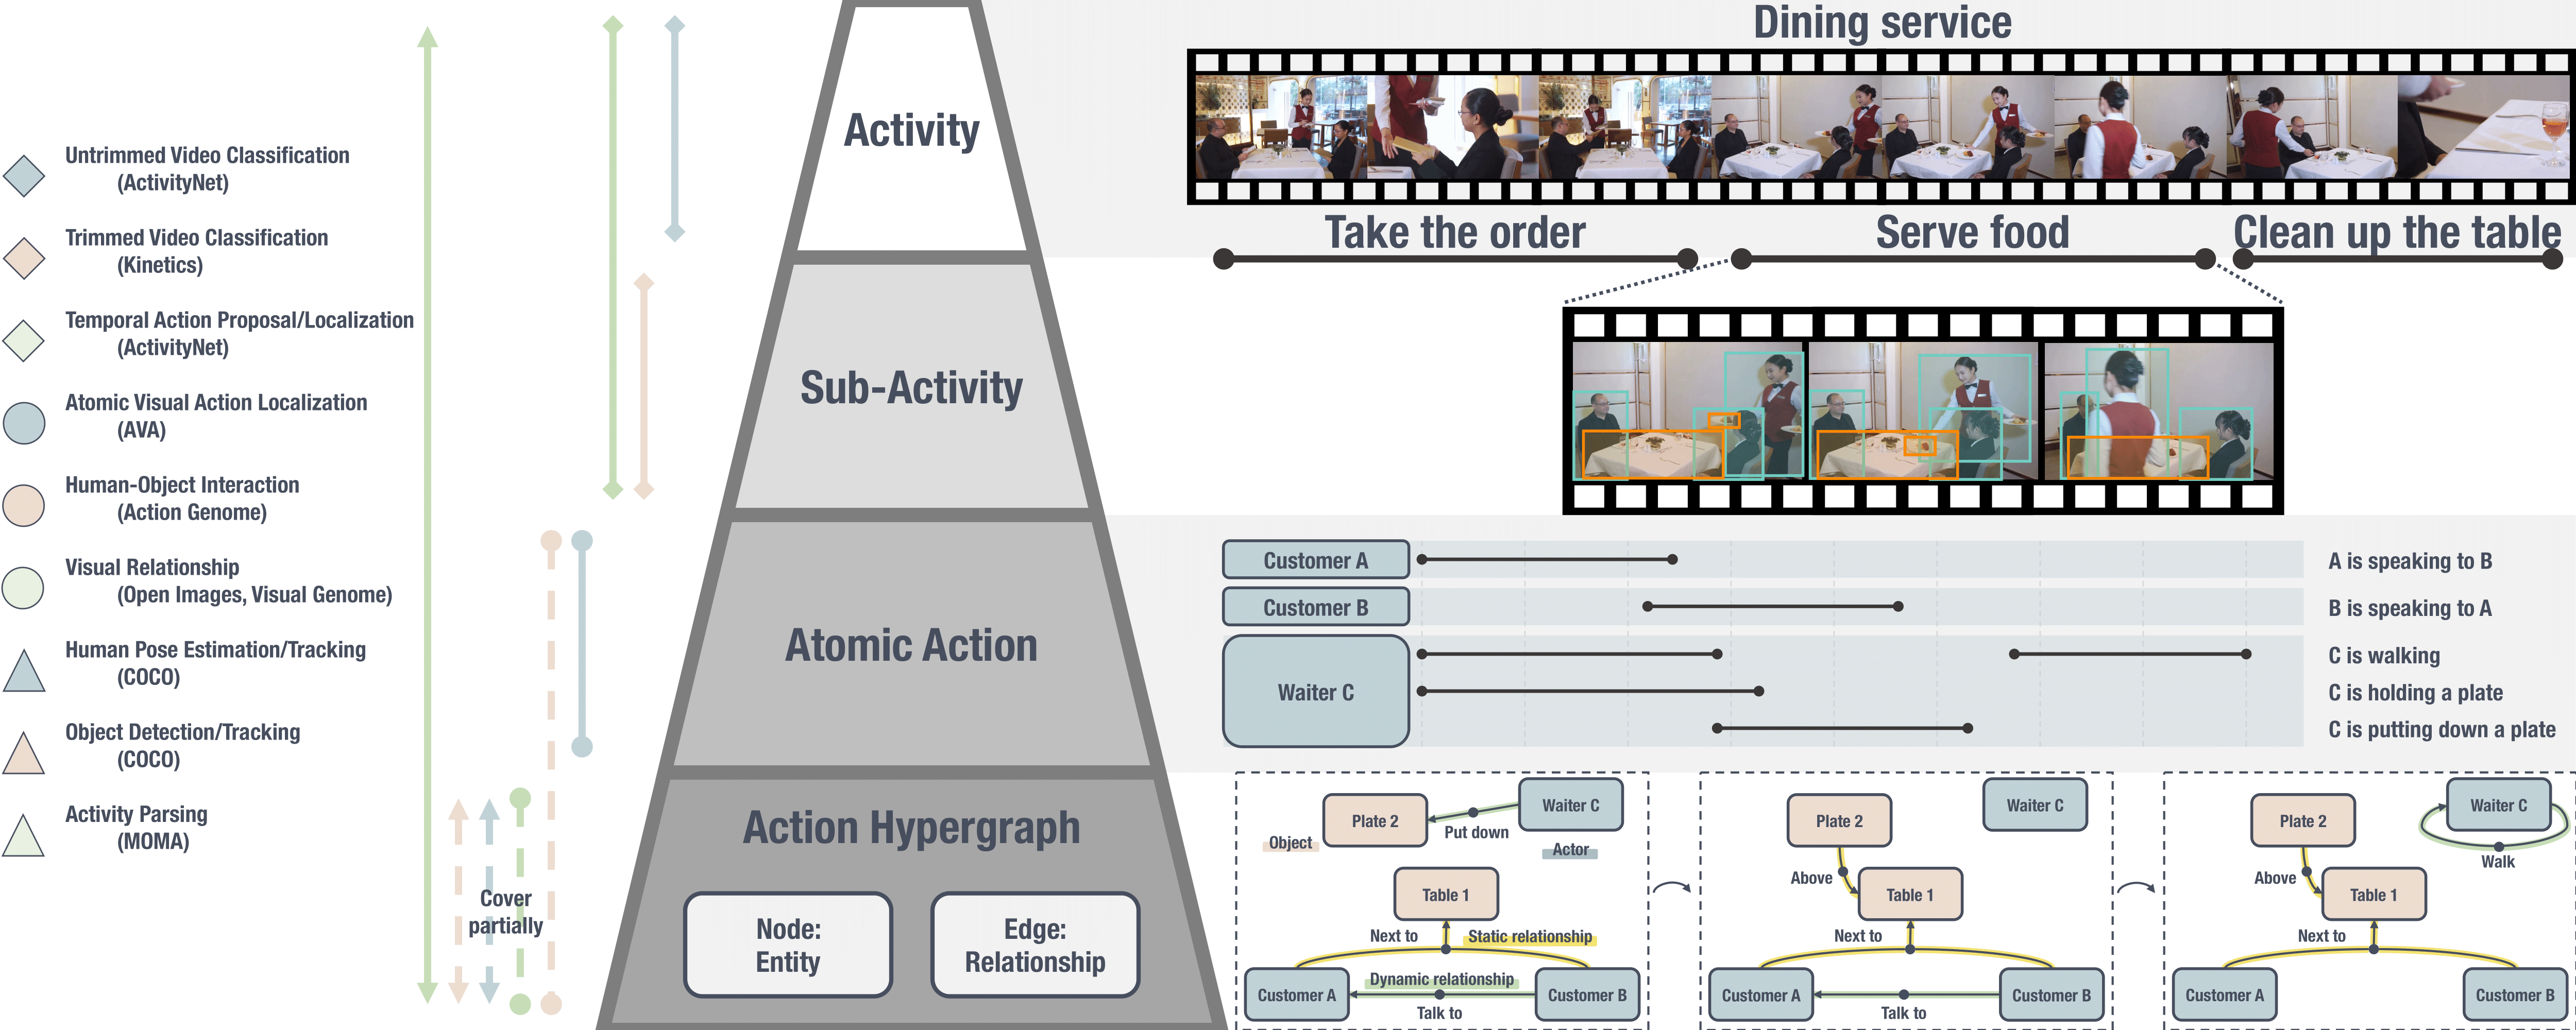 Untrimmed Video Classification
(ActivityNet)
Trimmed Video Classification
(Kinetics)
Temporal Action Proposal/Localization
(ActivityNet)
Atomic Visual Action Localization
(AVA)
Human-Object Interaction
(Action Genome)
Visual Relationship
(Open Images, Visual Genome)
Human Pose Estimation/Tracking
(COCO)
Object Detection/Tracking
(COCO)
Activity Parsing
(MOMA)
Cover
partially
Activity
Sub-Activity
Atomic Action
Action Hypergraph
Node:
Entity
Edge:
Relationship
Dining service
Take the order
Serve food
Clean up the table
Customer A
A is speaking to B
Customer B
B is speaking to A
Waiter C
C is walking
C is holding a plate
C is putting down a plate
Plate 2
Waiter C
Put down
Object
Actor
Table 1
Next to
Static relationship
Dynamic relationship
Customer A
Customer B
Talk to
Plate 2
Waiter C
Above
Table 1
Next to
Customer A
Customer B
Talk to
Plate 2
Waiter C
Walk
Above
Table 1
Next to
Customer A
Customer B